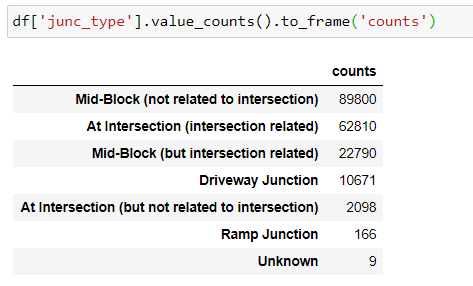 df['junc_type'].value_counts().to_frame('counts')
counts
Mid-Block (not related to intersection) 89800
At Intersection (intersection related) 62810
Mid-Block (but intersection related) 22790
Driveway Junction 10671
At Intersection (but not related to intersection) 2098
Ramp Junction 166
Unknown 9